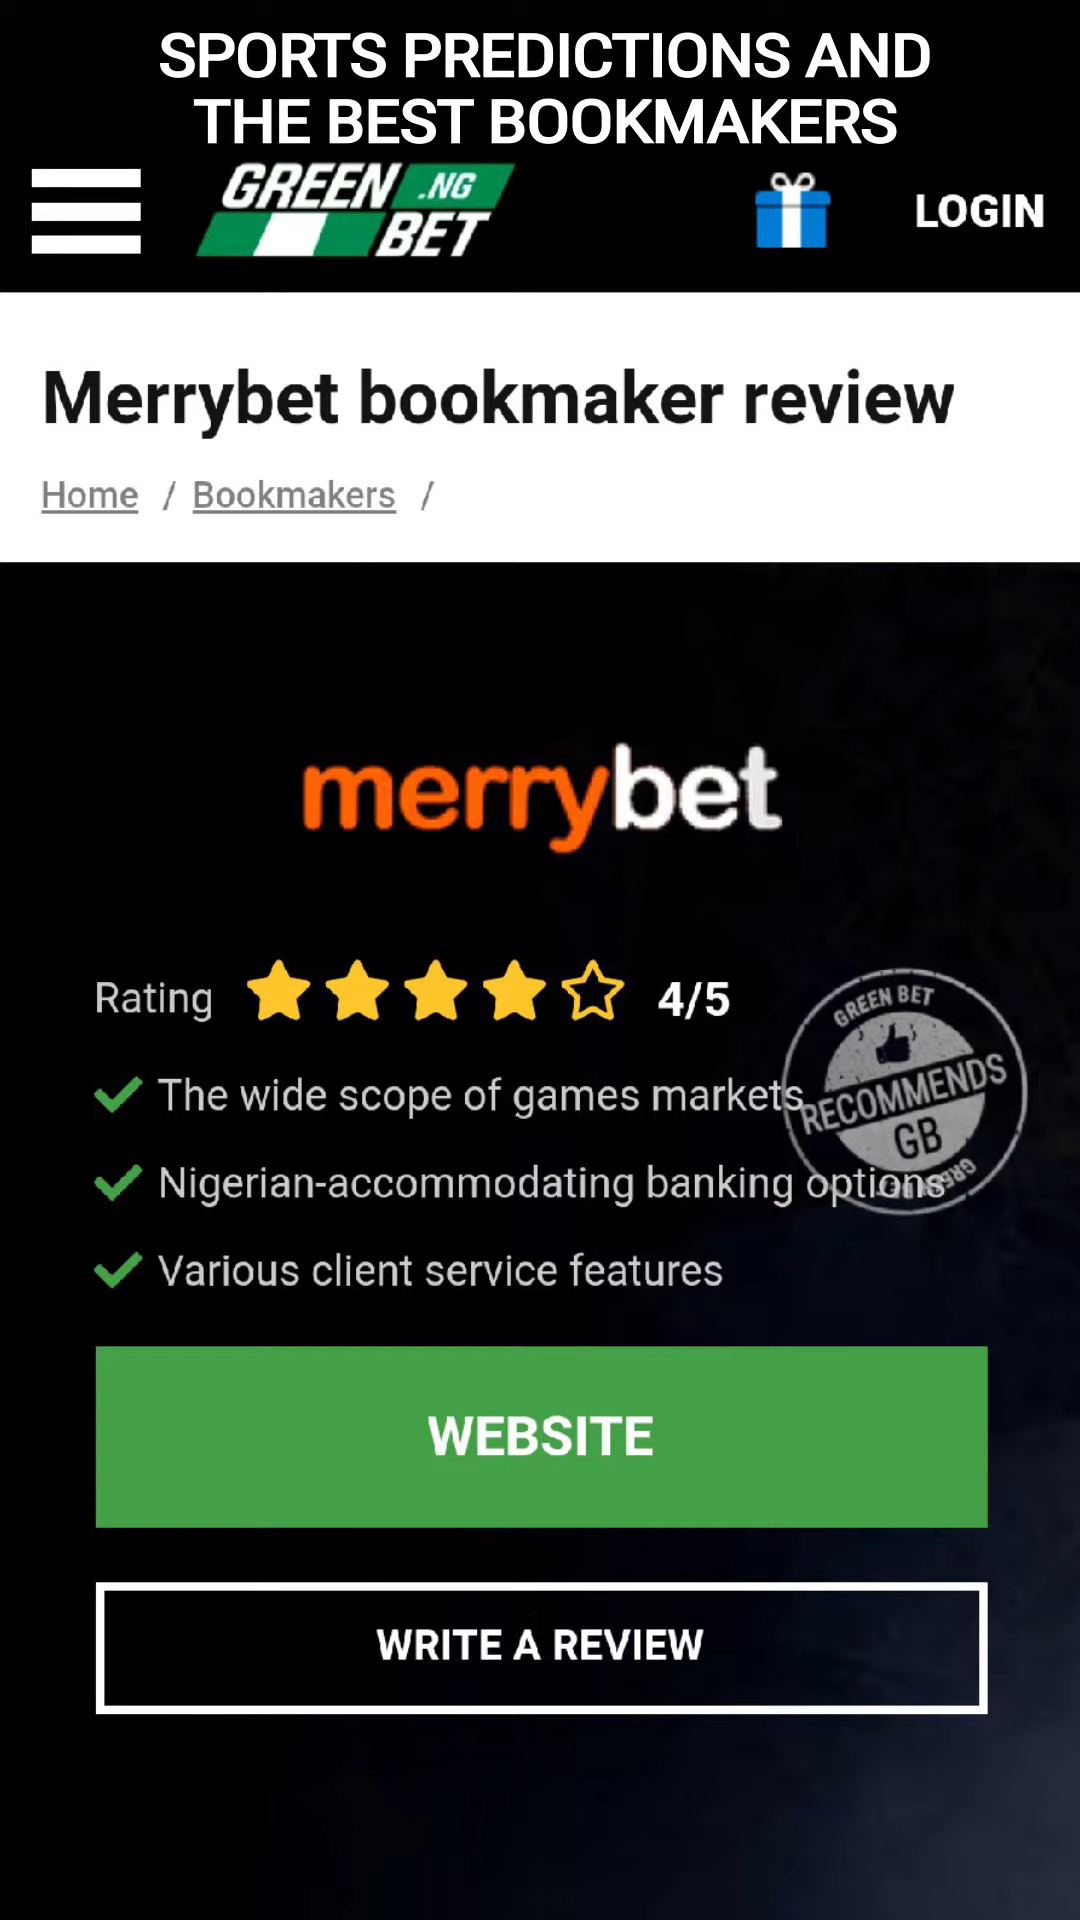 SPORTS PREDICTIONS AND
THE BEST BOOKMAKERS
GREEN .NG
BET
LOGIN
Merrybet bookmaker review
Home / Bookmakers /
merrybet
Rating 4/5
GREEN BET
RECOMMENDS
GB
GREEN BET
The wide scope of games markets
Nigerian-accommodating banking options
Various client service features
WEBSITE
WRITE A REVIEW